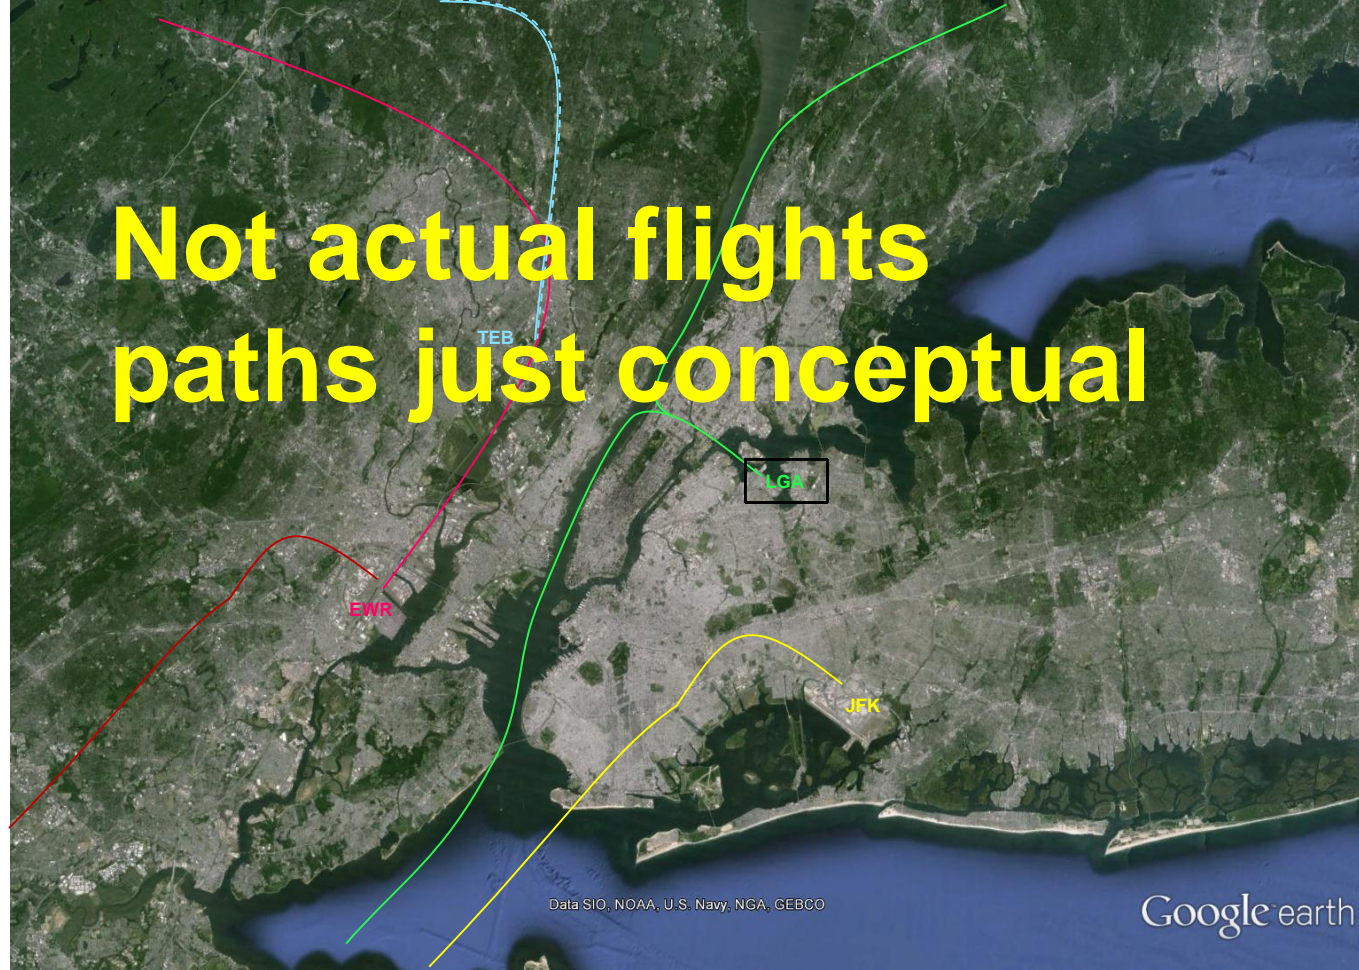 Not actual flights
TEB
paths just conceptual
LGA
EWR
JFK
Data SIO, NOAA, U.S. Navy, NGA, GEBCO
Google earth